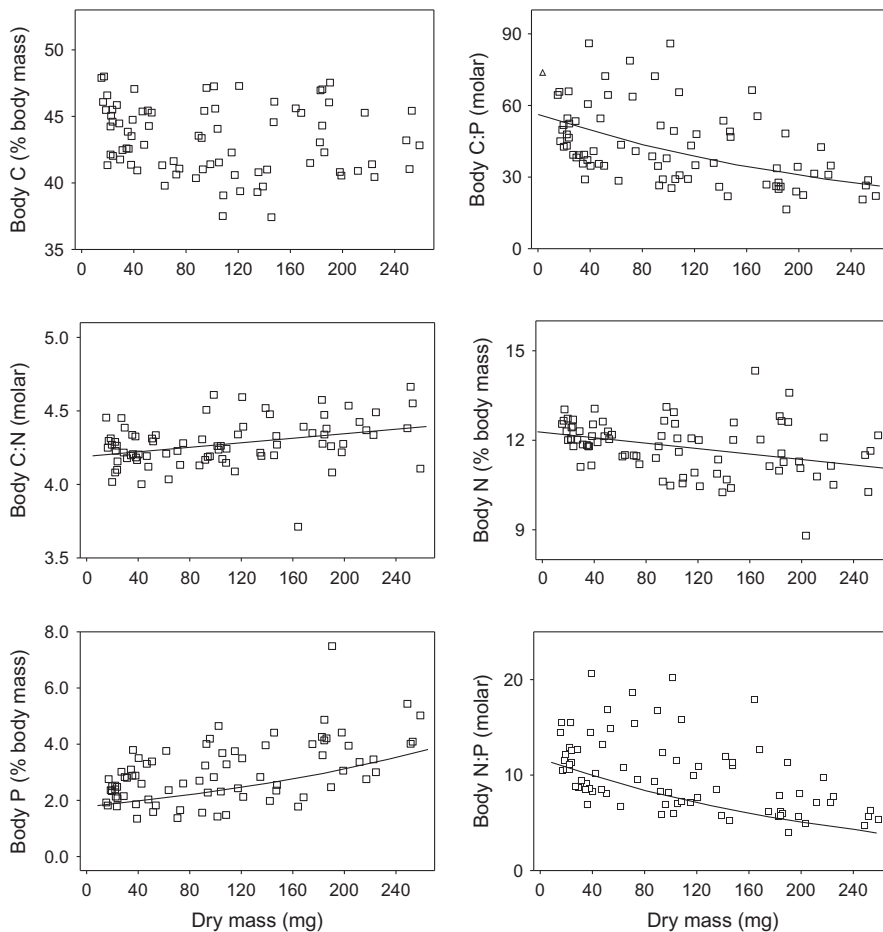 Body C (% body mass)
50
45
40
35
0 40 80 120 160 200 240
Body C:P (molar)
90
60
30
0
0 40 80 120 160 200 240
Body C:N (molar)
5.0
4.5
4.0
3.5
0 40 80 120 160 200 240
Body N (% body mass)
15
12
9
0 40 80 120 160 200 240
Body P (% body mass)
8.0
6.0
4.0
2.0
0.0
0 40 80 120 160 200 240
Dry mass (mg)
Body N:P (molar)
20
10
0
0 40 80 120 160 200 240
Dry mass (mg)